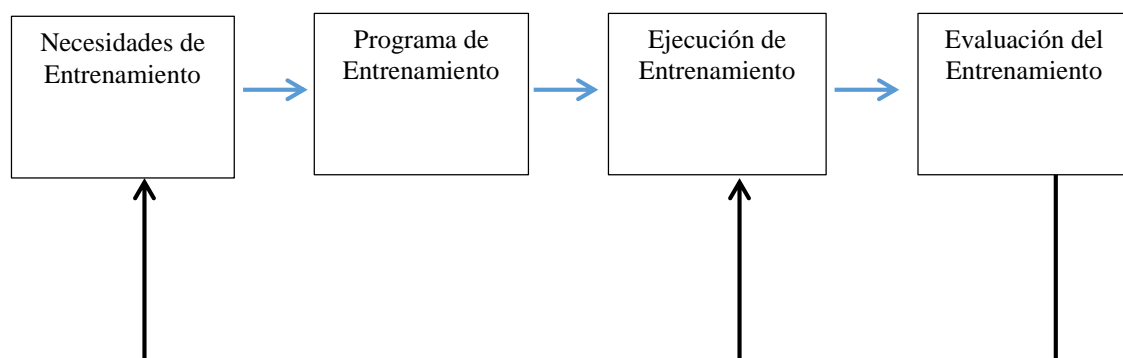 Necesidades de
Entrenamiento
Programa de
Entrenamiento
Ejecución de
Entrenamiento
Evaluación del
Entrenamiento